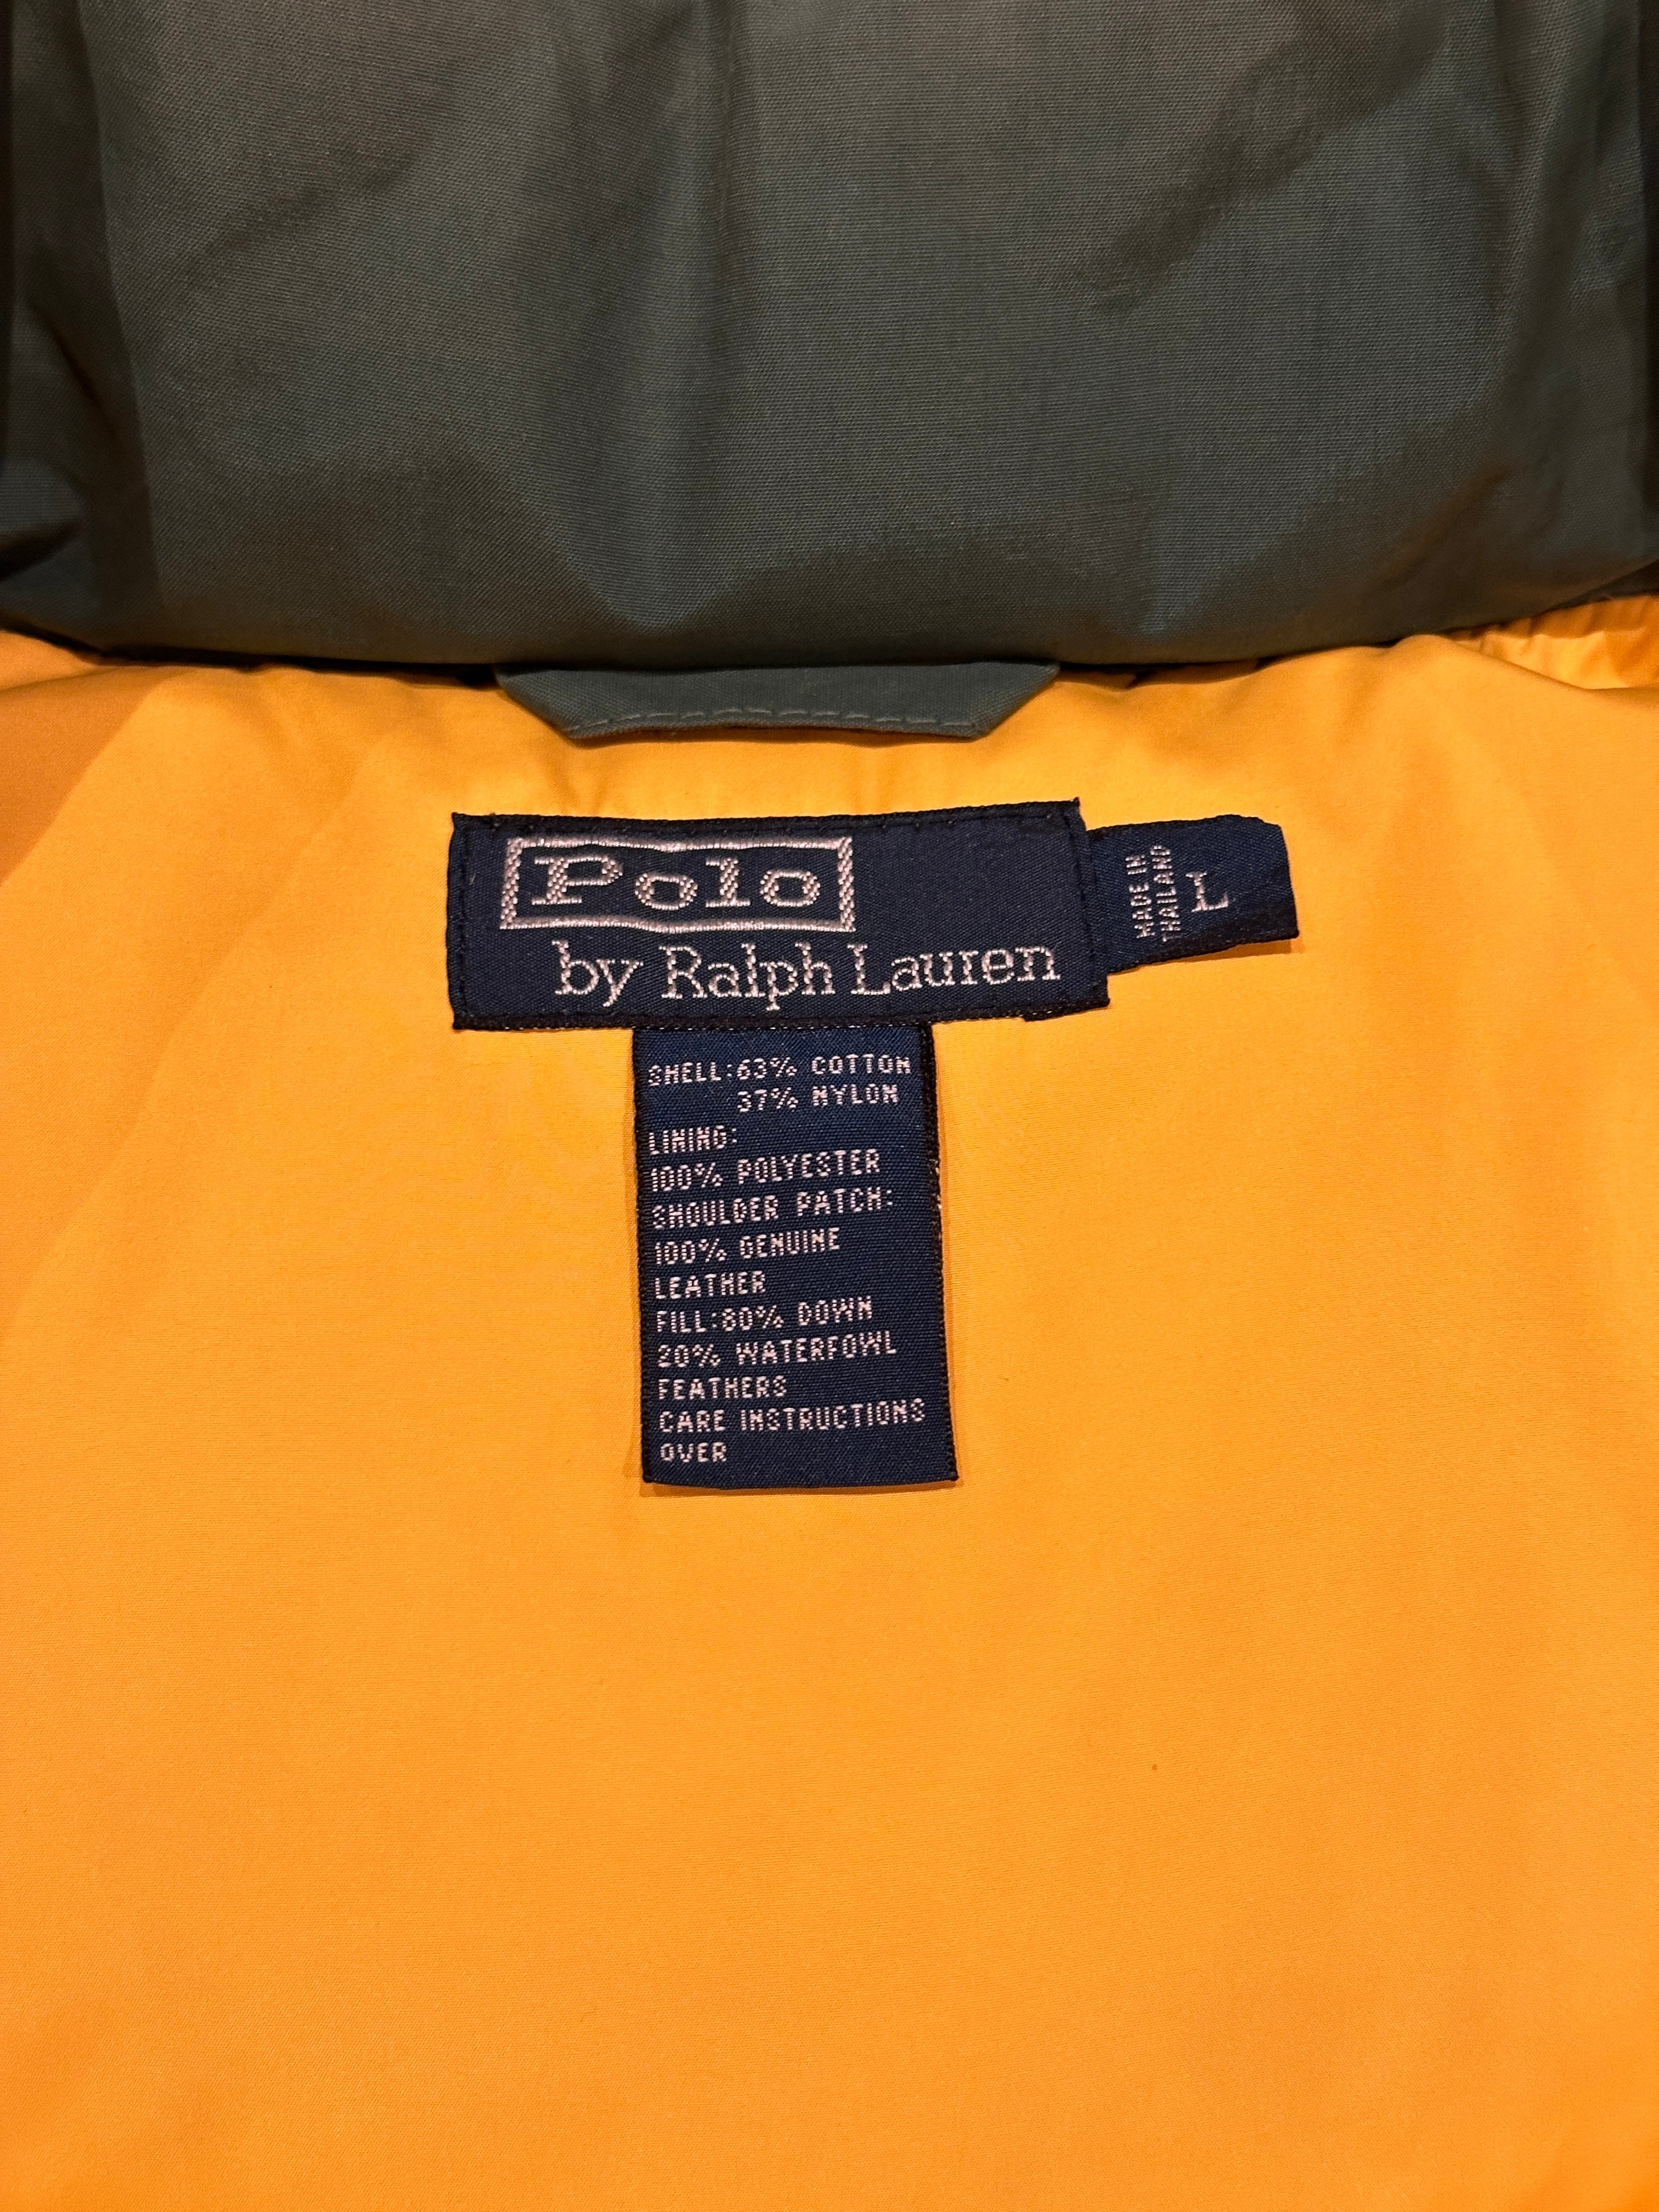 Polo
by Ralph Lauren
MADE IN
THAILAND
L
SHELL:63% COTTON
37% NYLON
LINING:
100% POLYESTER
SHOULDER PATCH:
100% GENUINE
LEATHER
FILL:80% DOWN
20% WATERFOWL
FEATHERS
CARE INSTRUCTIONS
OVER